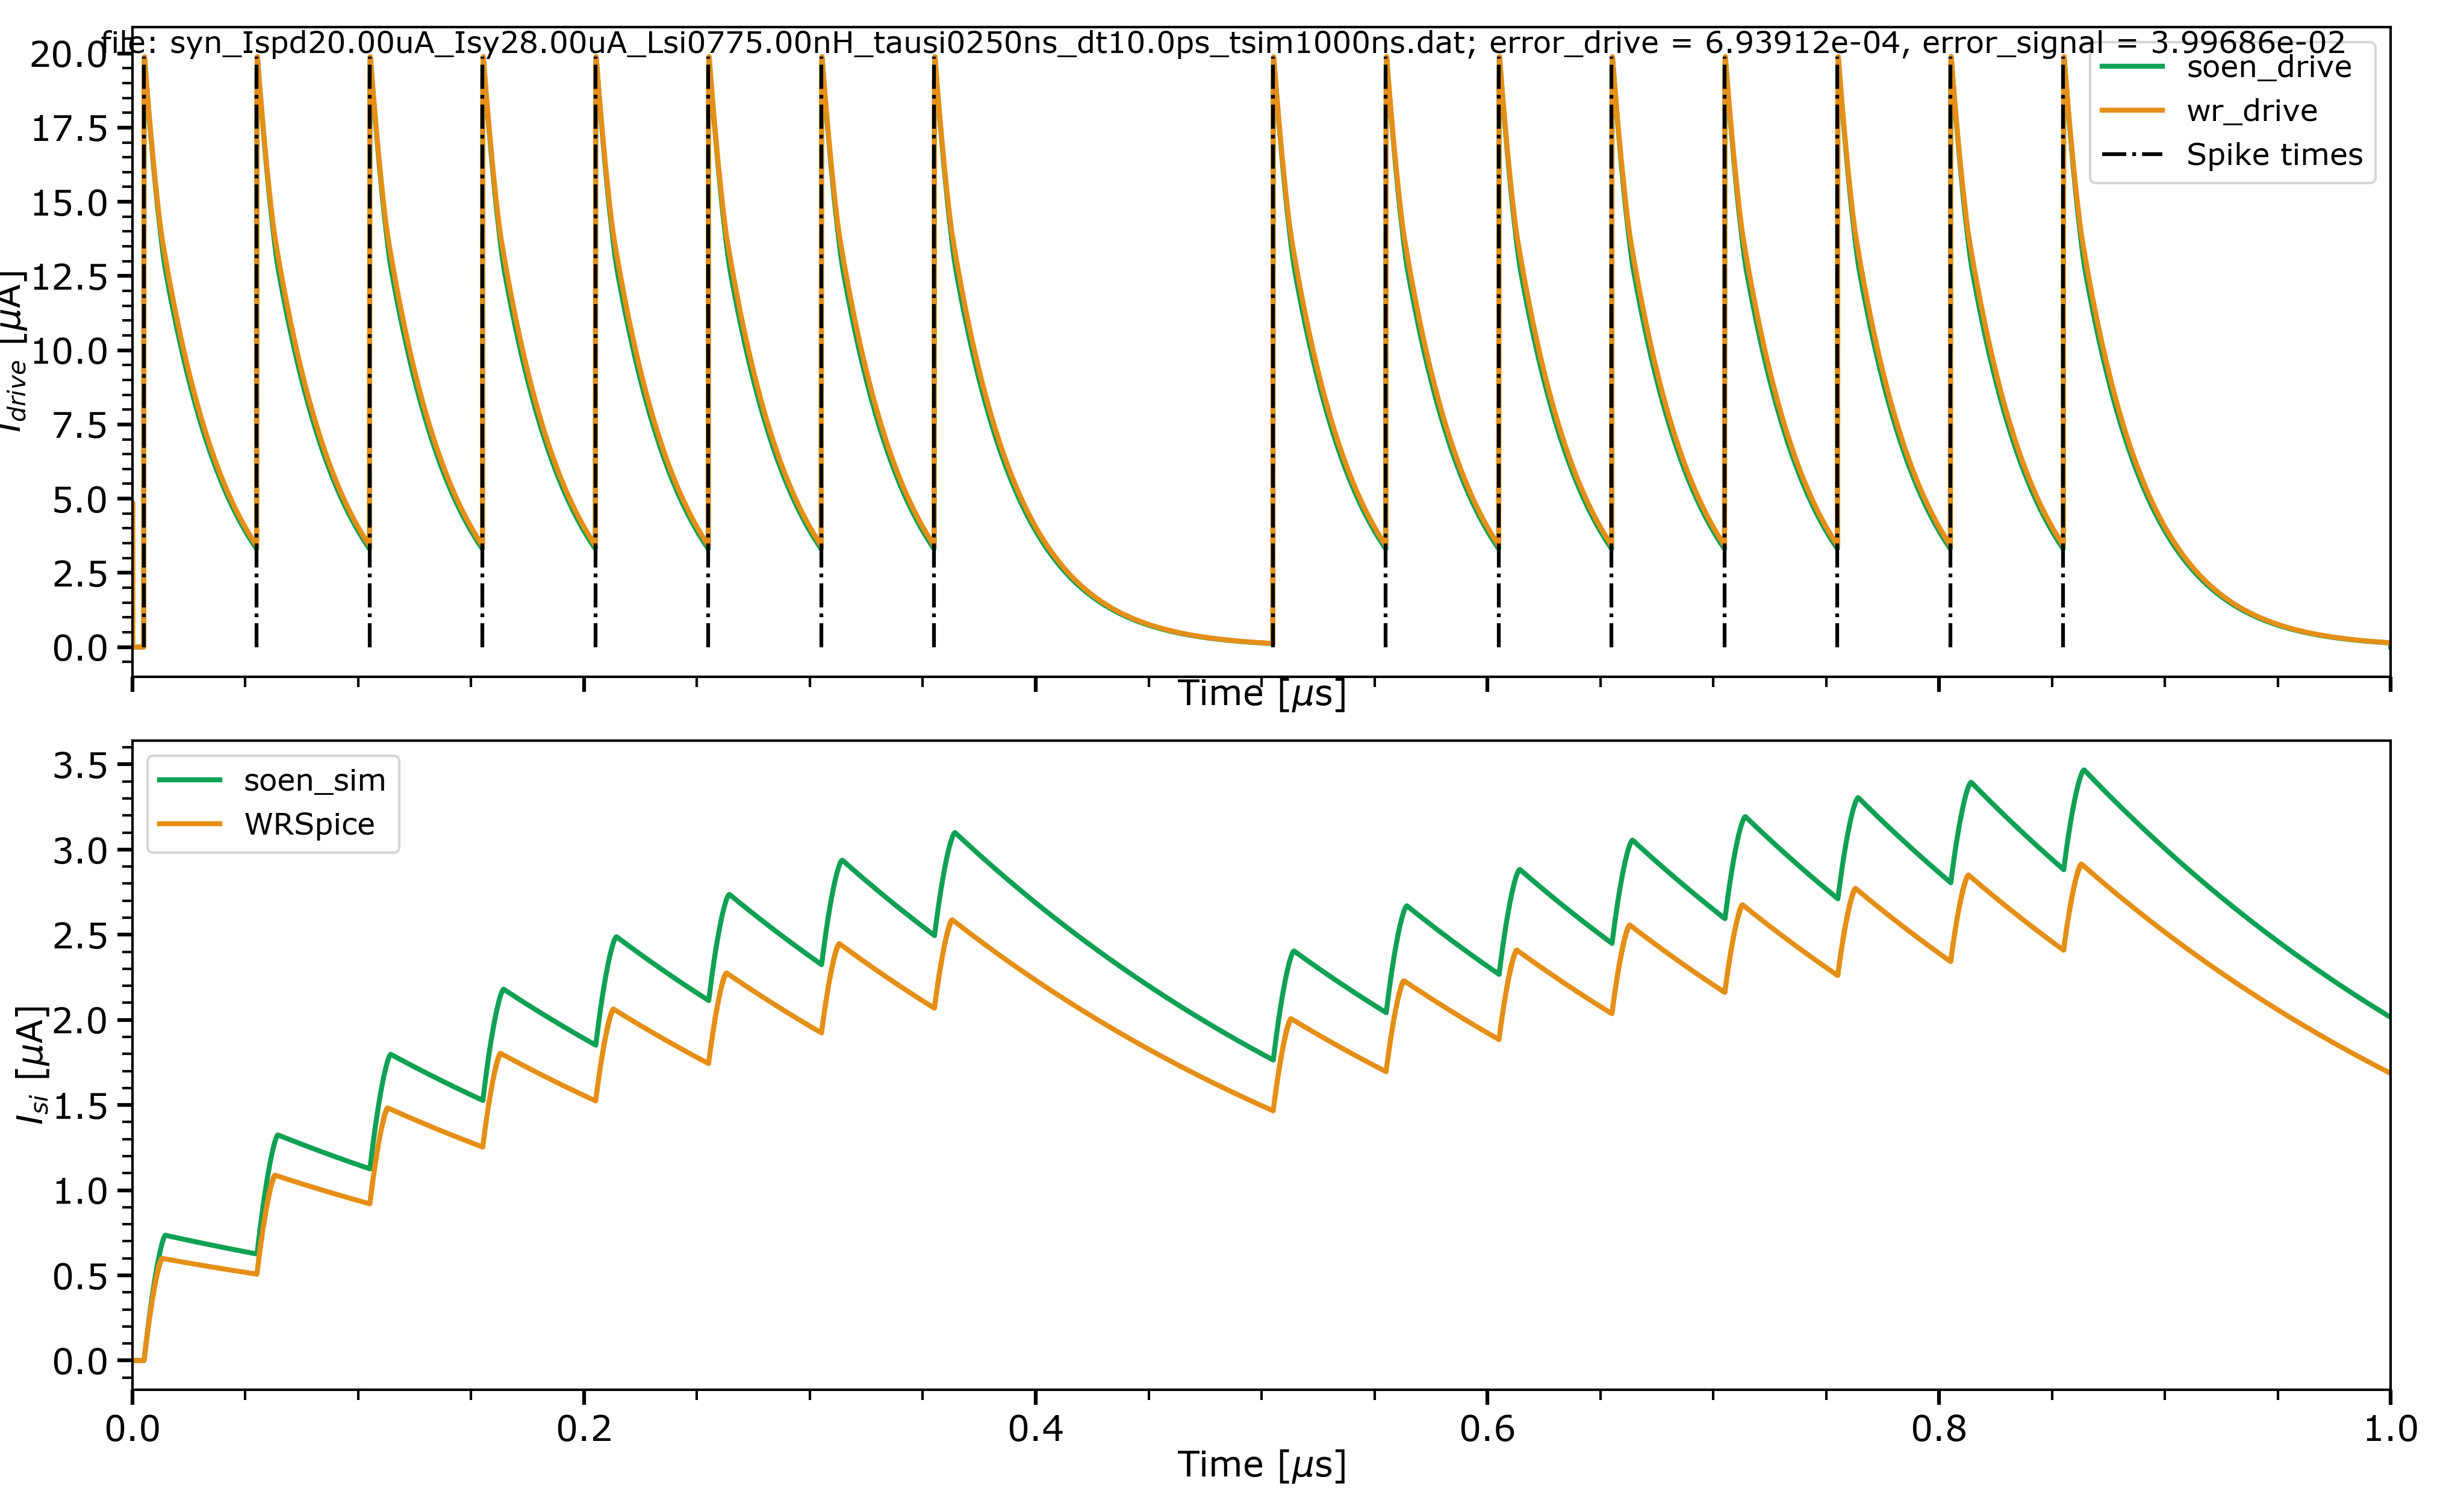 file: syn_Ispd20.00uA_Isy28.00uA_Lsi0775.00nH_tausi0250ns_dt10.0ps_tsim1000ns.dat; error_drive = 6.93912e-04, error_signal = 3.99686e-02
20.0
17.5
15.0
12.5
10.0
7.5
5.0
2.5
0.0
I_drive [μA]
soen_drive
wr_drive
Spike times
Time [μs]
3.5
3.0
2.5
2.0
1.5
1.0
0.5
0.0
I_si [μA]
soen_sim
WRSpice
0.0 0.2 0.4 0.6 0.8 1.0
Time [μs]